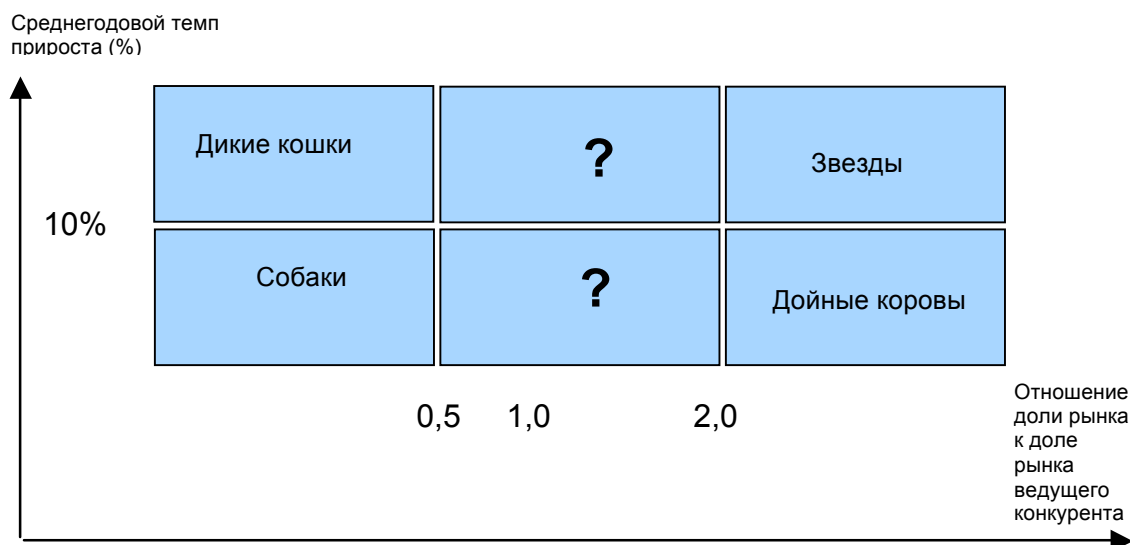 Среднегодовой темп
прироста (%)
Дикие кошки
?
Звезды
10%
Собаки
?
Дойные коровы
0,5
1,0
2,0
Отношение
доли рынка
к доле
рынка
ведущего
конкурента